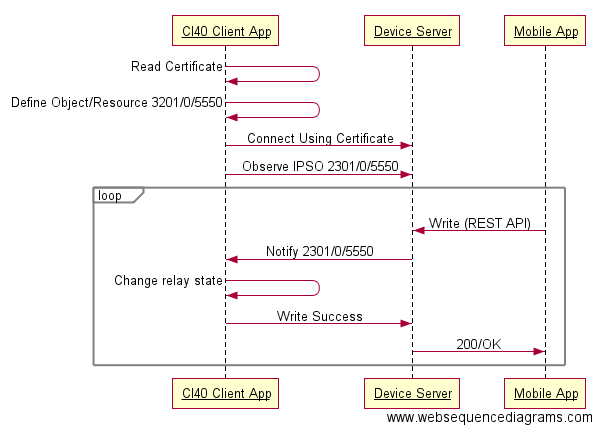 CI40 Client App
Device Server
Mobile App
Read Certificate
Define Object/Resource 3201/0/5550
Connect Using Certificate
Observe IPSO 2301/0/5550
loop
Write (REST API)
Notify 2301/0/5550
Change relay state
Write Success
200/OK
CI40 Client App
Device Server
Mobile App
www.websequencediagrams.com